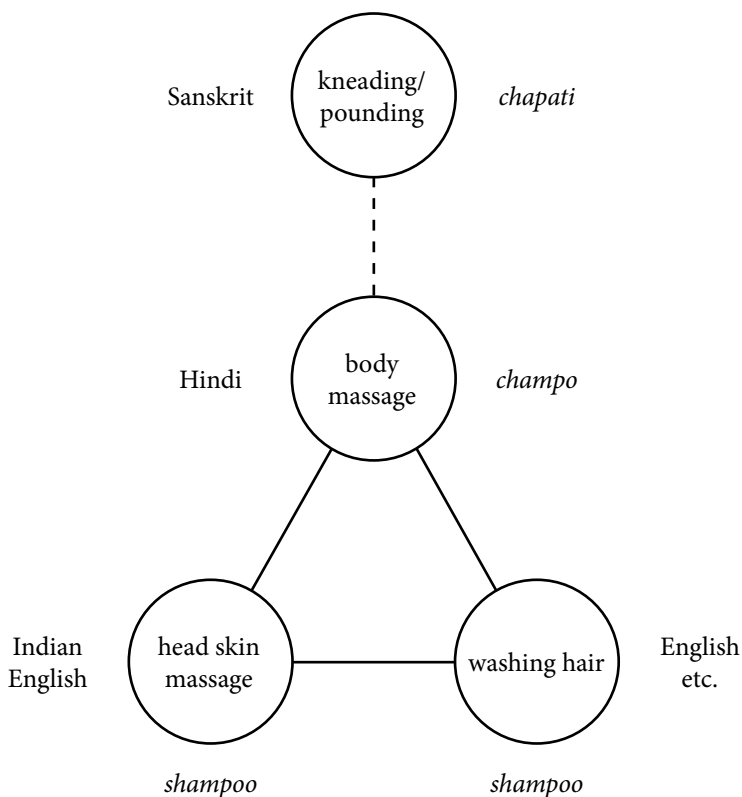 Sanskrit
kneading/
pounding
chapati
Hindi
body
massage
champo
Indian
English
head skin
massage
washing hair
English
etc.
shampoo
shampoo